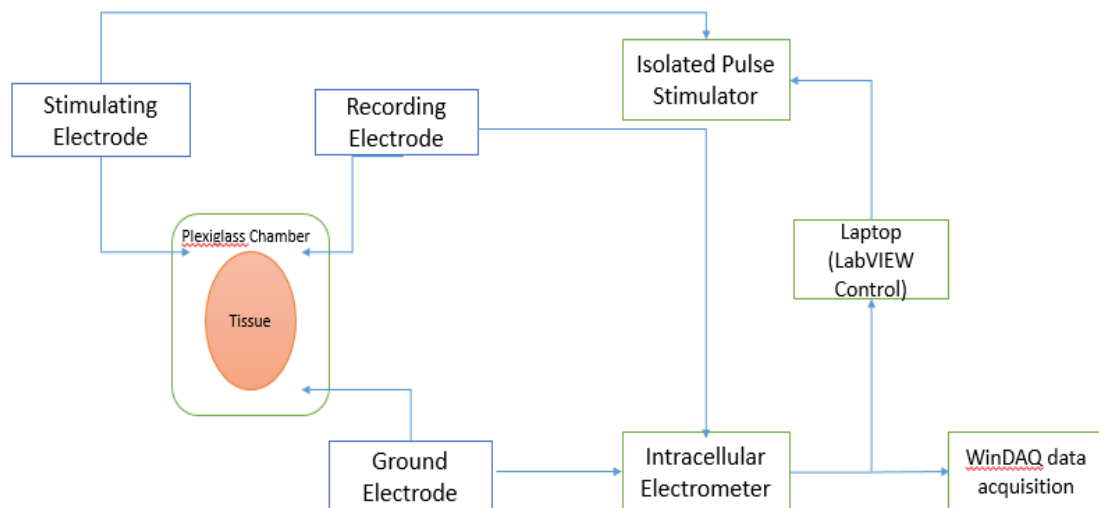 Stimulating
Electrode
Recording
Electrode
Isolated Pulse
Stimulator
Plexiglass Chamber
Tissue
Laptop
(LabVIEW
Control)
Ground
Electrode
Intracellular
Electrometer
WinDAQ data
acquisition